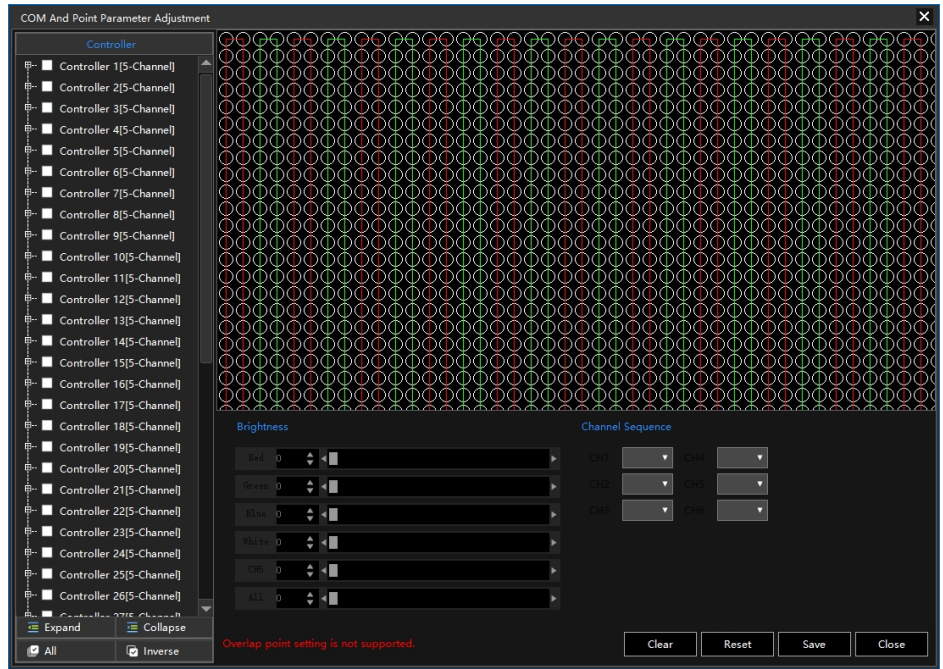 COM And Point Parameter Adjustment
Controller
Controller 1[5-Channel]
Controller 2[5-Channel]
Controller 3[5-Channel]
Controller 4[5-Channel]
Controller 5[5-Channel]
Controller 6[5-Channel]
Controller 7[5-Channel]
Controller 8[5-Channel]
Controller 9[5-Channel]
Controller 10[5-Channel]
Controller 11[5-Channel]
Controller 12[5-Channel]
Controller 13[5-Channel]
Controller 14[5-Channel]
Controller 15[5-Channel]
Controller 16[5-Channel]
Controller 17[5-Channel]
Controller 18[5-Channel]
Controller 19[5-Channel]
Controller 20[5-Channel]
Controller 21[5-Channel]
Controller 22[5-Channel]
Controller 23[5-Channel]
Controller 24[5-Channel]
Controller 25[5-Channel]
Controller 26[5-Channel]
Controller 27[5-Channel]
Expand Collapse
All Inverse
Brightness
Red 0
Green 0
Blue 0
White 0
CH5 0
All 0
Channel Sequence
CH1 CH4
CH2 CH5
CH3 CH6
Overlap point setting is not supported.
Clear Reset Save Close